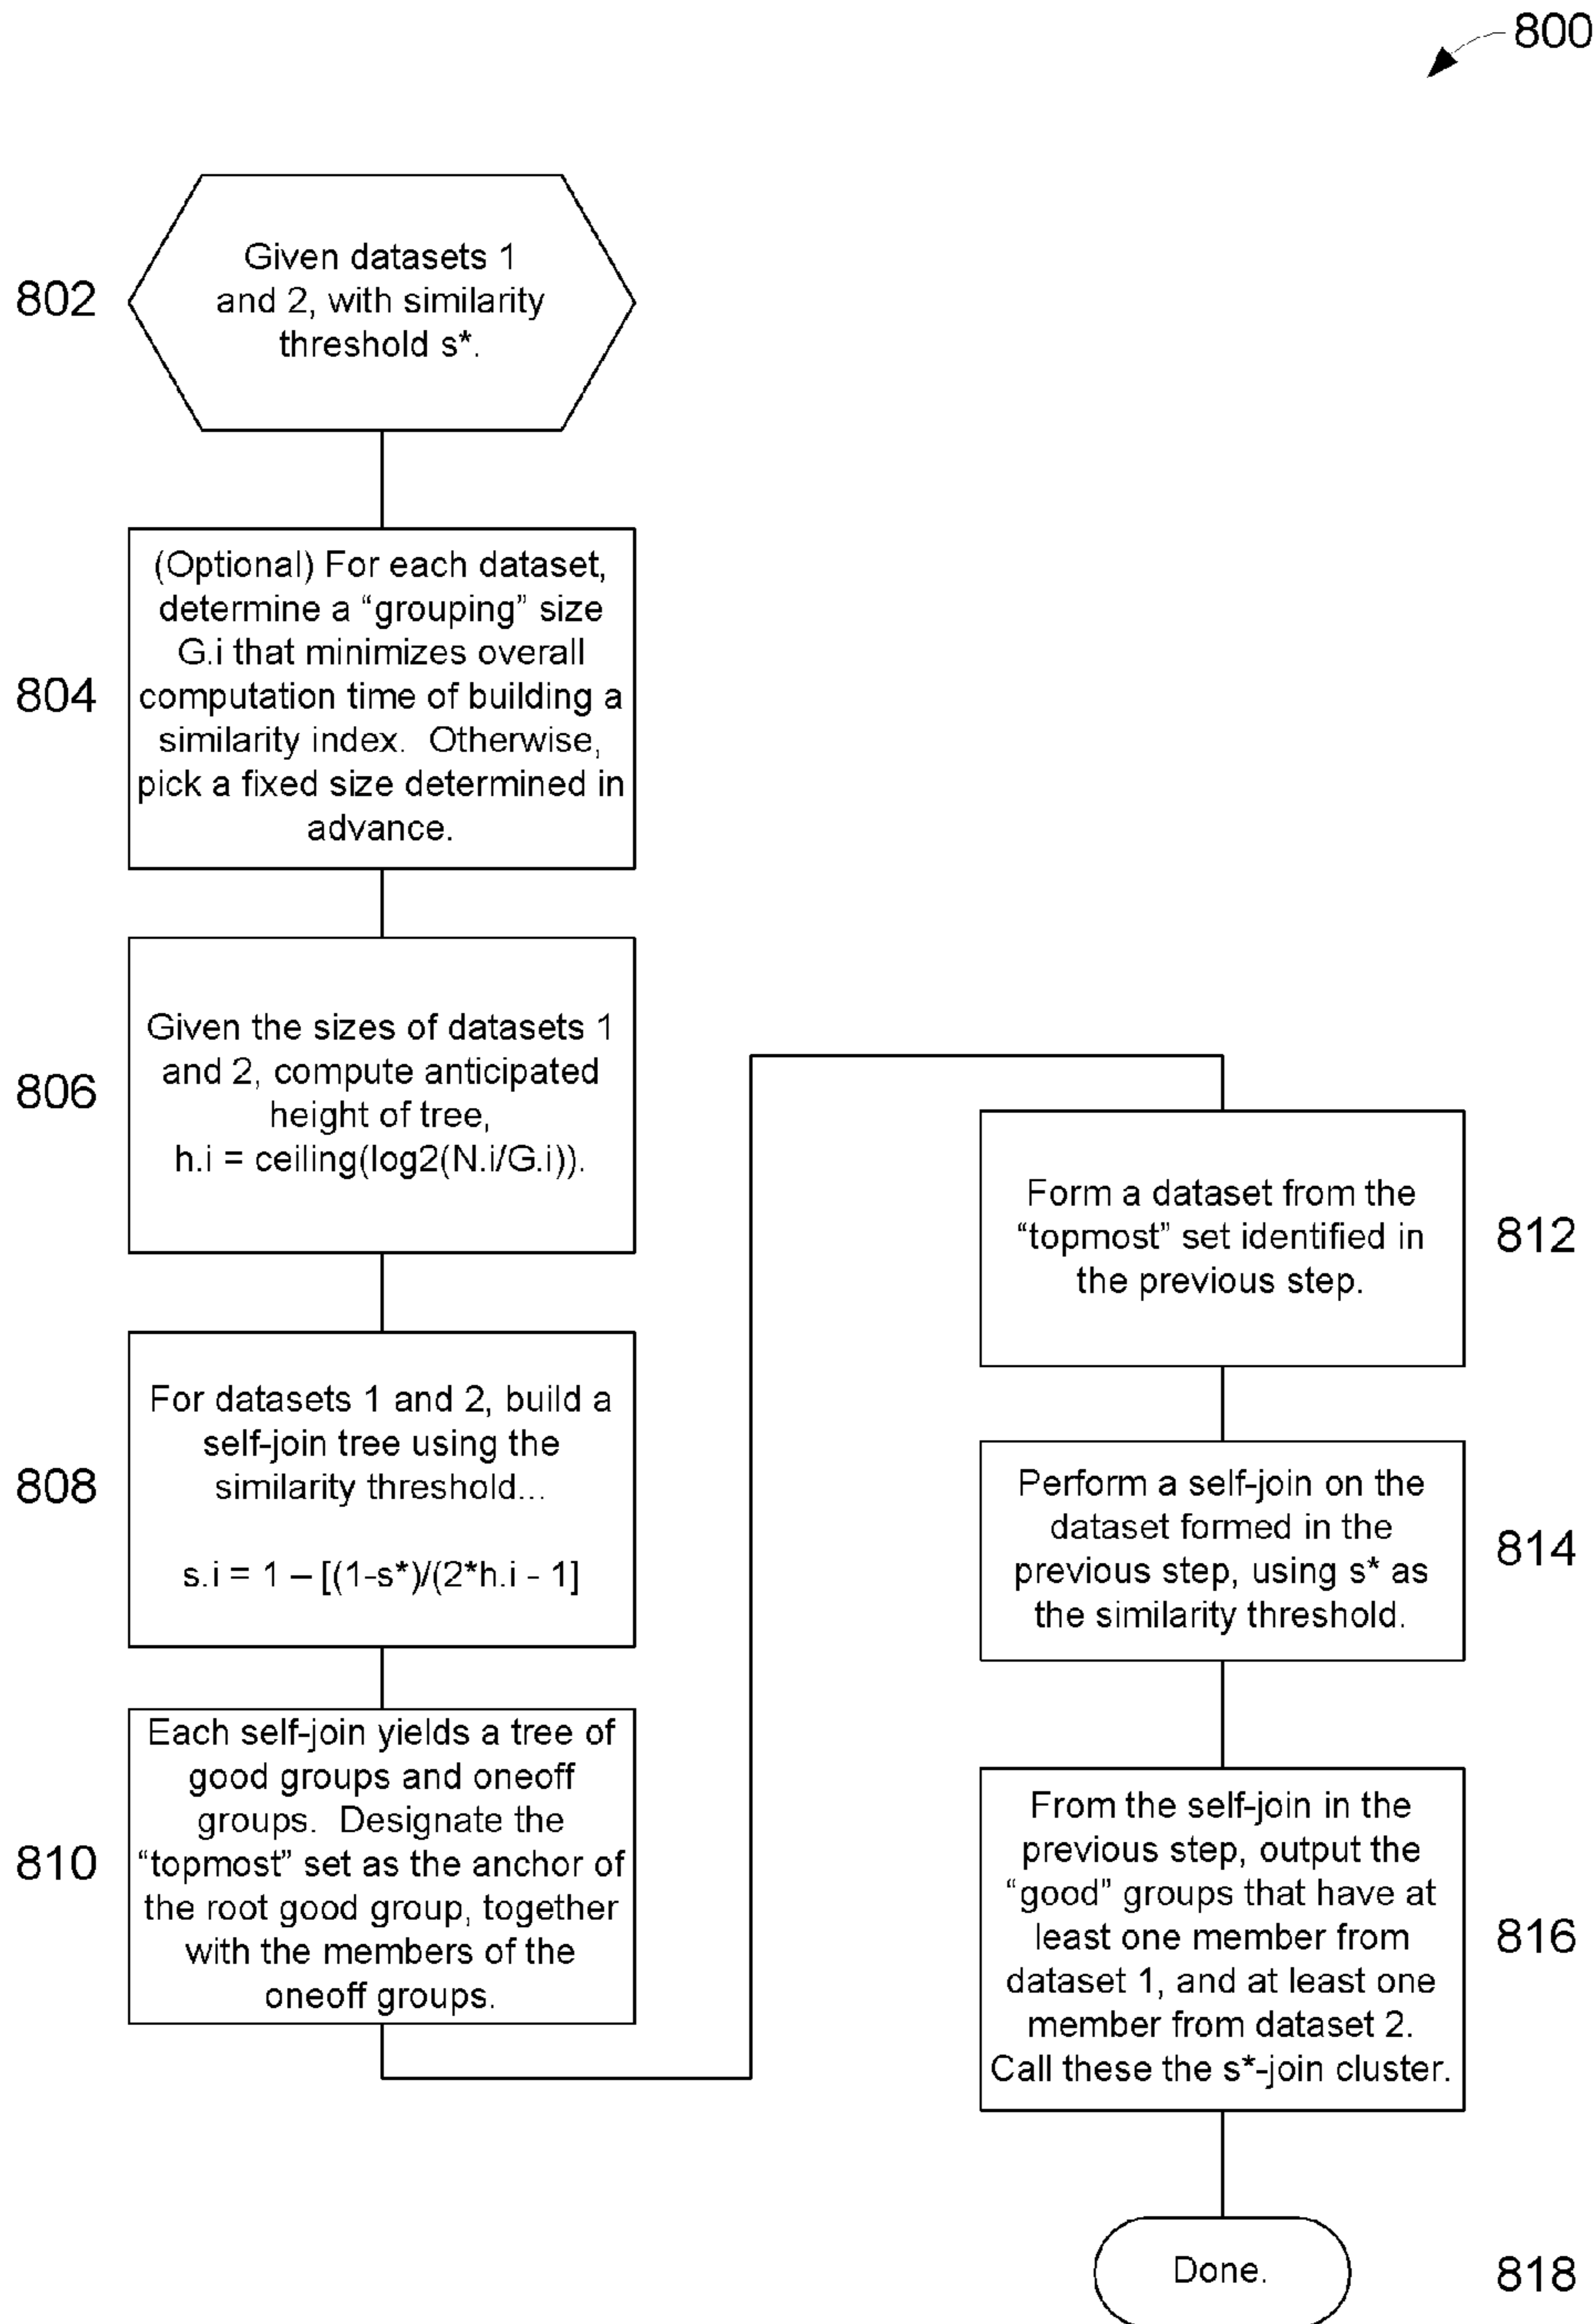 800
802
Given datasets 1
and 2, with similarity
threshold s*.
804
(Optional) For each dataset,
determine a “grouping” size
G.i that minimizes overall
computation time of building a
similarity index.  Otherwise,
pick a fixed size determined in
advance.
806
Given the sizes of datasets 1
and 2, compute anticipated
height of tree,
h.i = ceiling(log2(N.i/G.i)).
808
For datasets 1 and 2, build a
self-join tree using the
similarity threshold...
s.i = 1 – [(1-s*)/(2*h.i - 1]
810
Each self-join yields a tree of
good groups and oneoff
groups.  Designate the
“topmost” set as the anchor of
the root good group, together
with the members of the
oneoff groups.
Form a dataset from the
“topmost” set identified in
the previous step.
812
Perform a self-join on the
dataset formed in the
previous step, using s* as
the similarity threshold.
814
From the self-join in the
previous step, output the
“good” groups that have at
least one member from
dataset 1, and at least one
member from dataset 2.
Call these the s*-join cluster.
816
Done.
818